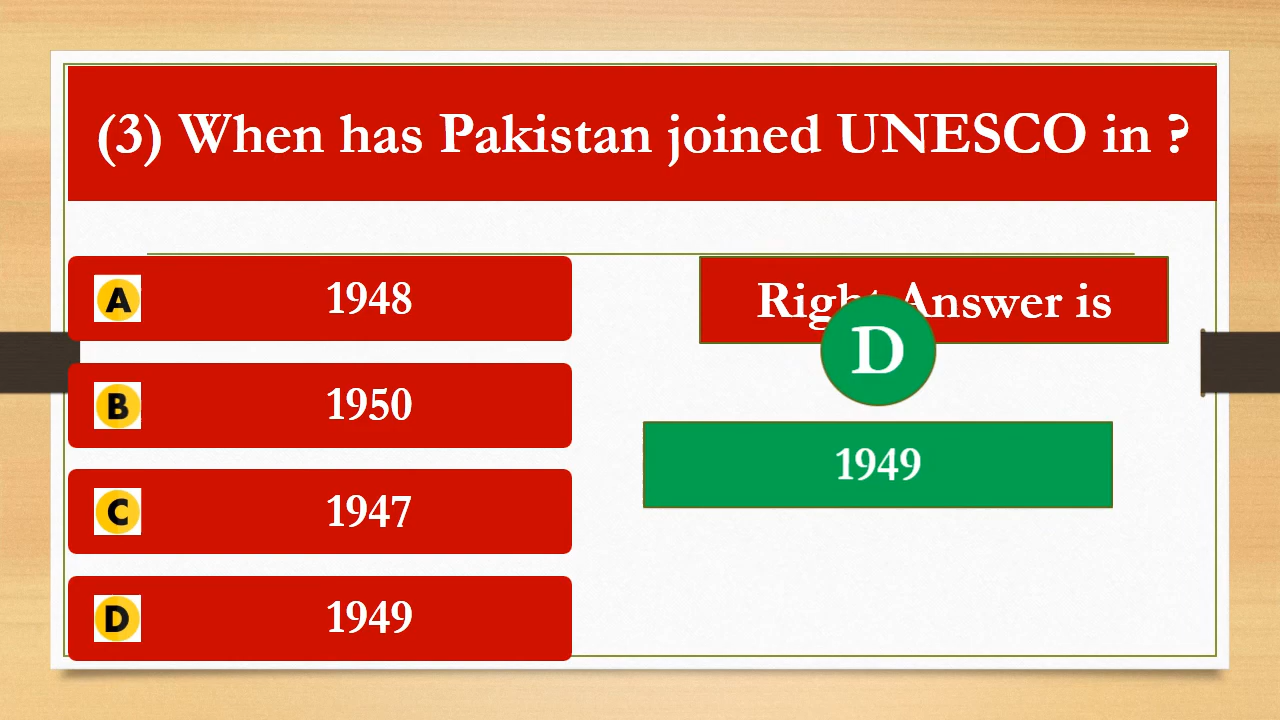 (3) When has Pakistan joined UNESCO in ?
A 1948
B 1950
C 1947
D 1949
Right Answer is
D
1949